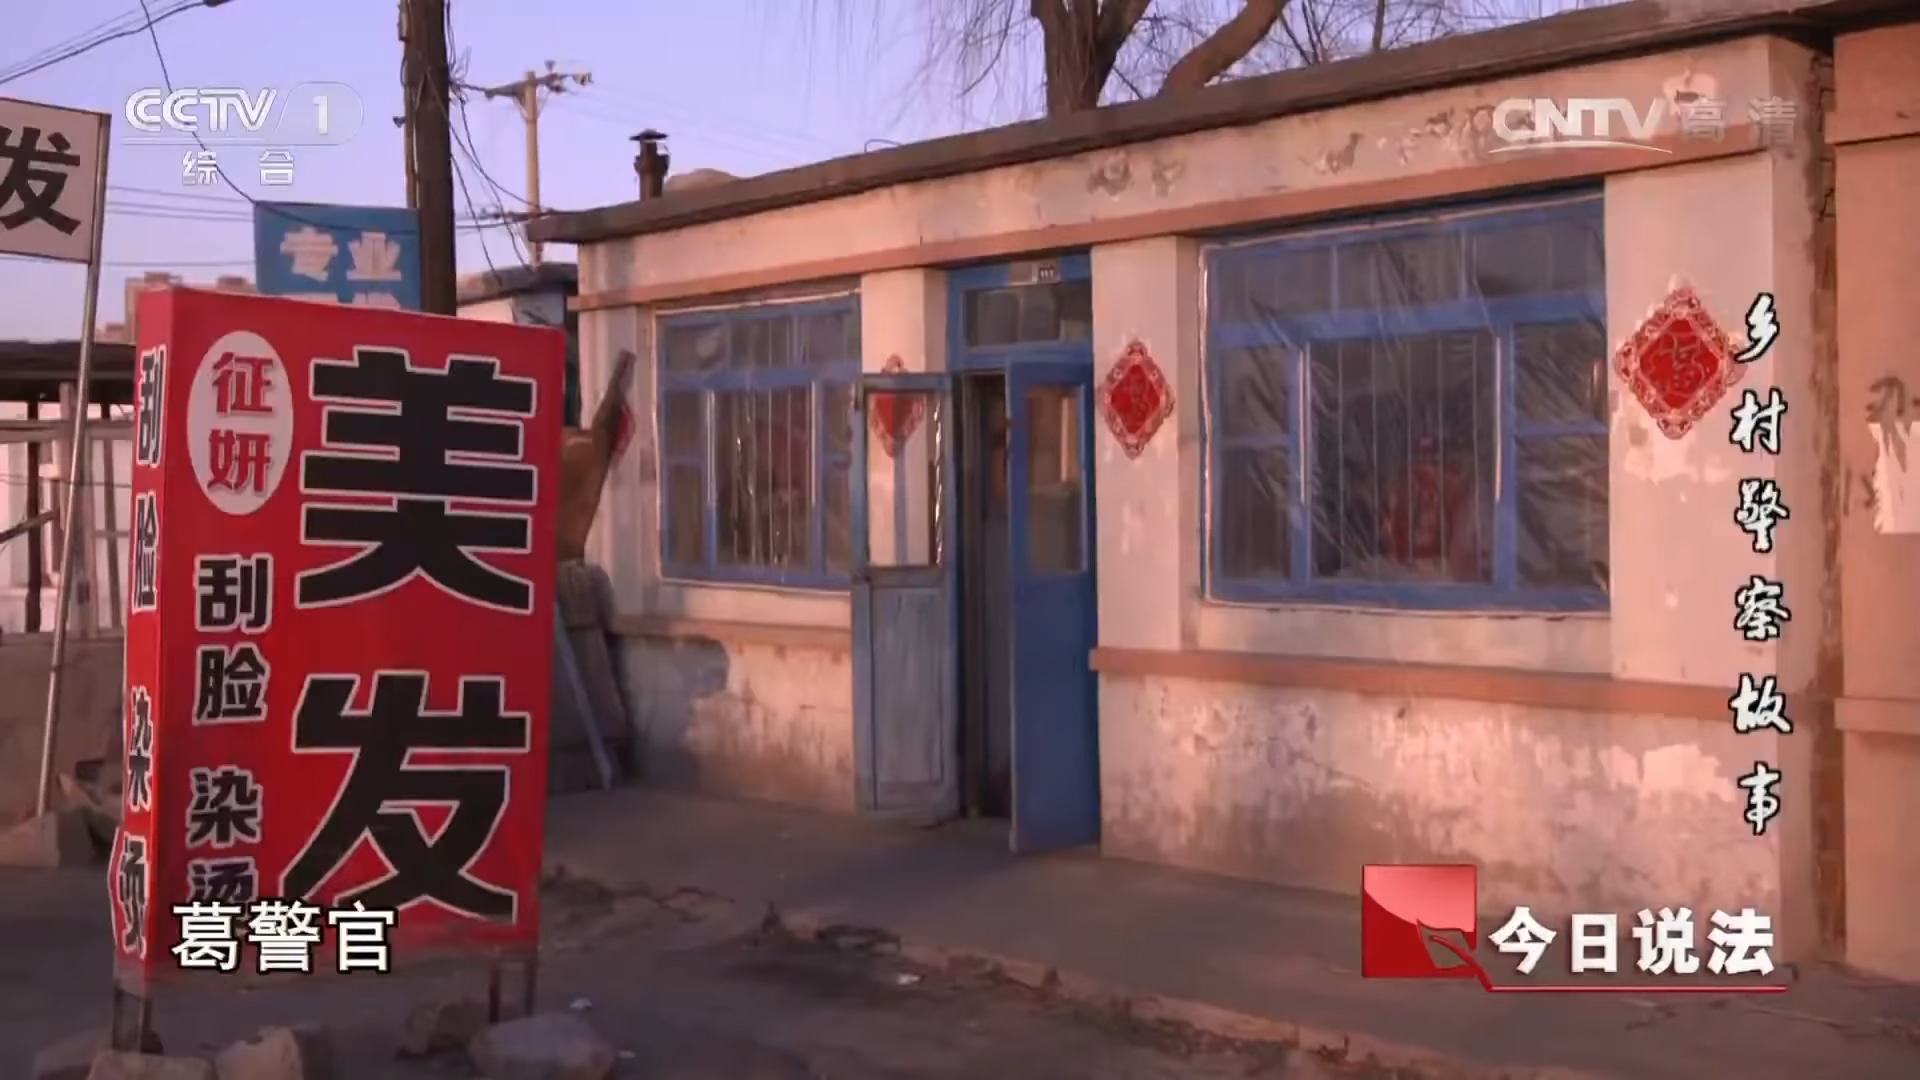 CCTV 1
综合
CNTV 高清
发
专业
美发
征妍
刮脸 染烫
刮脸 染烫
福
乡村警察故事
葛警官
今日说法